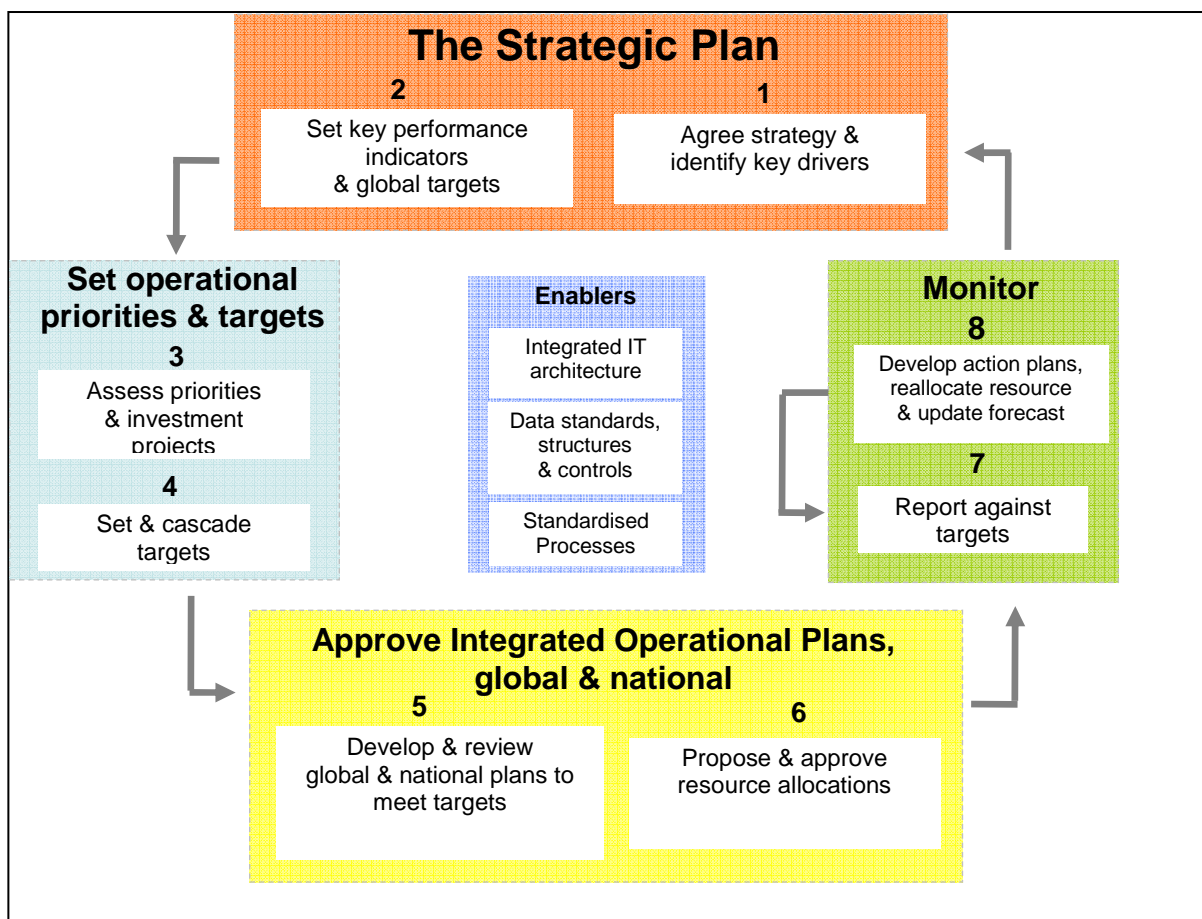 The Strategic Plan
2
Set key performance
indicators
& global targets
1
Agree strategy &
identify key drivers
Set operational
priorities & targets
3
Assess priorities
& investment
projects
4
Set & cascade
targets
Enablers
Integrated IT
architecture
Data standards,
structures
& controls
Standardised
Processes
Monitor
8
Develop action plans,
reallocate resource
& update forecast
7
Report against
targets
Approve Integrated Operational Plans,
global & national
5
Develop & review
global & national plans to
meet targets
6
Propose & approve
resource allocations